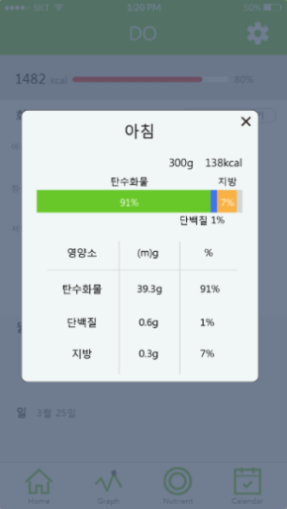 SKT 5:20 PM 50%
DO
1482 kcal 80%
아침
300g 138kcal
탄수화물 지방
91% 7%
단백질 1%
영양소 (m)g %
탄수화물 39.3g 91%
단백질 0.6g 1%
지방 0.3g 7%
일 3월 25일
Home Graph Nutrient Calendar